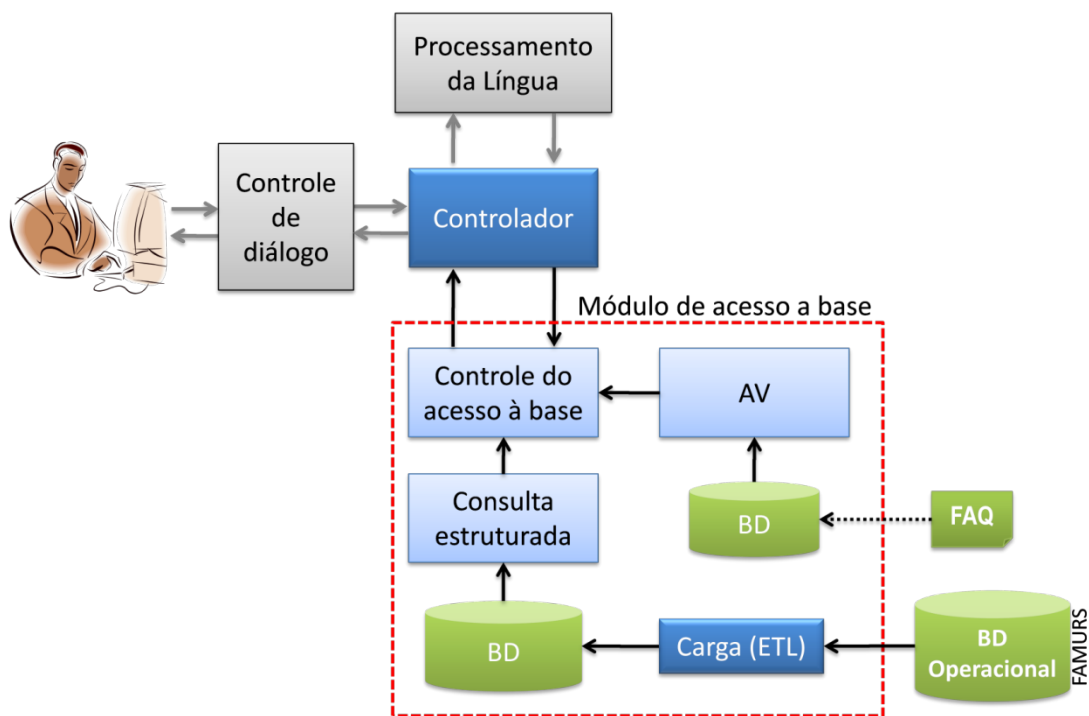 Processamento
da Língua
Controle
de
diálogo
Controlador
Módulo de acesso a base
Controle do
acesso à base
AV
Consulta
estruturada
BD
FAQ
BD
Carga (ETL)
BD
Operacional
FAMURS